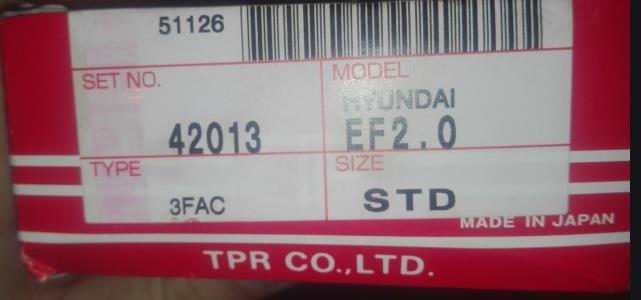 51126
SET NO.
MODEL
HYUNDAI
42013
EF2.0
TYPE
SIZE
3FAC
STD
MADE IN JAPAN
TPR CO.,LTD.